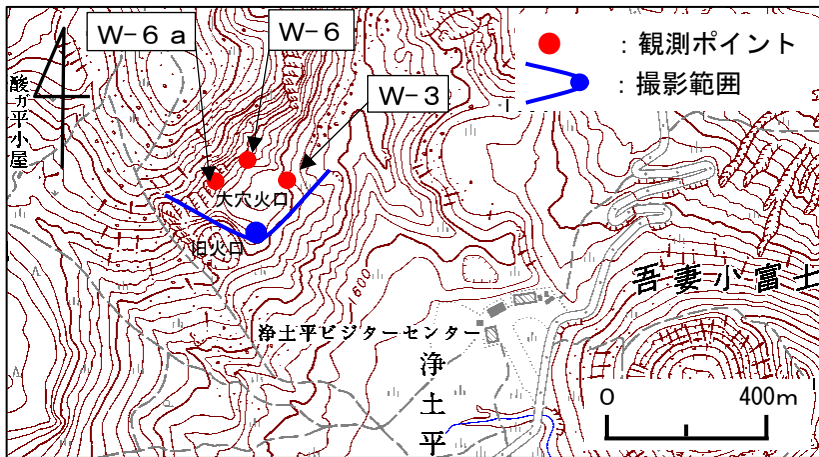 W-6a
W-6
W-3
：観測ポイント
：撮影範囲
酸ガ平小屋
大穴火口
旧火口
1600
吾妻小富士
浄土平ビジターセンター
浄土平
0
400m